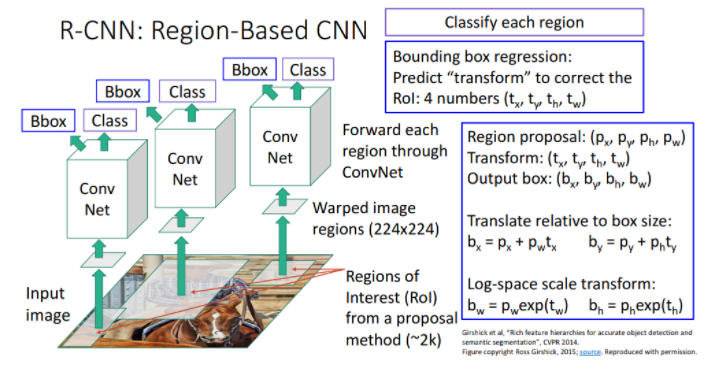 R-CNN: Region-Based CNN
Classify each region
Bounding box regression:
Predict “transform” to correct the
RoI: 4 numbers (tx, ty, th, tw)
Bbox Class
Bbox Class
Bbox Class
Conv
Net
Conv
Net
Conv
Net
Forward each
region through
ConvNet
Warped image
regions (224x224)
Regions of
Interest (RoI)
from a proposal
method (~2k)
Input
image
Region proposal: (px, py, ph, pw)
Transform: (tx, ty, th, tw)
Output box: (bx, by, bh, bw)
Translate relative to box size:
bx = px + pwtx by = py + phty
Log-space scale transform:
bw = pwexp(tw) bh = phexp(th)
Girshick et al, “Rich feature hierarchies for accurate object detection and
semantic segmentation”, CVPR 2014.
Figure copyright Ross Girshick, 2015; source. Reproduced with permission.